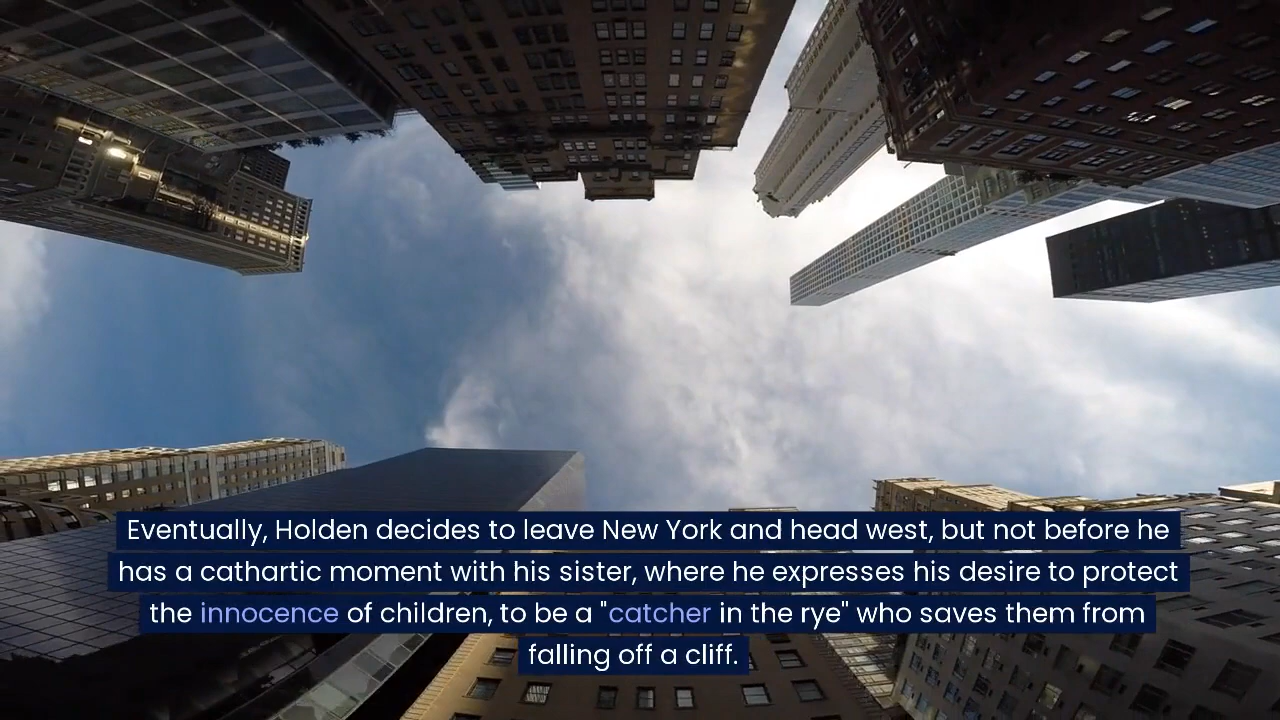 Eventually, Holden decides to leave New York and head west, but not before he
has a cathartic moment with his sister, where he expresses his desire to protect
the innocence of children, to be a "catcher in the rye" who saves them from
falling off a cliff.